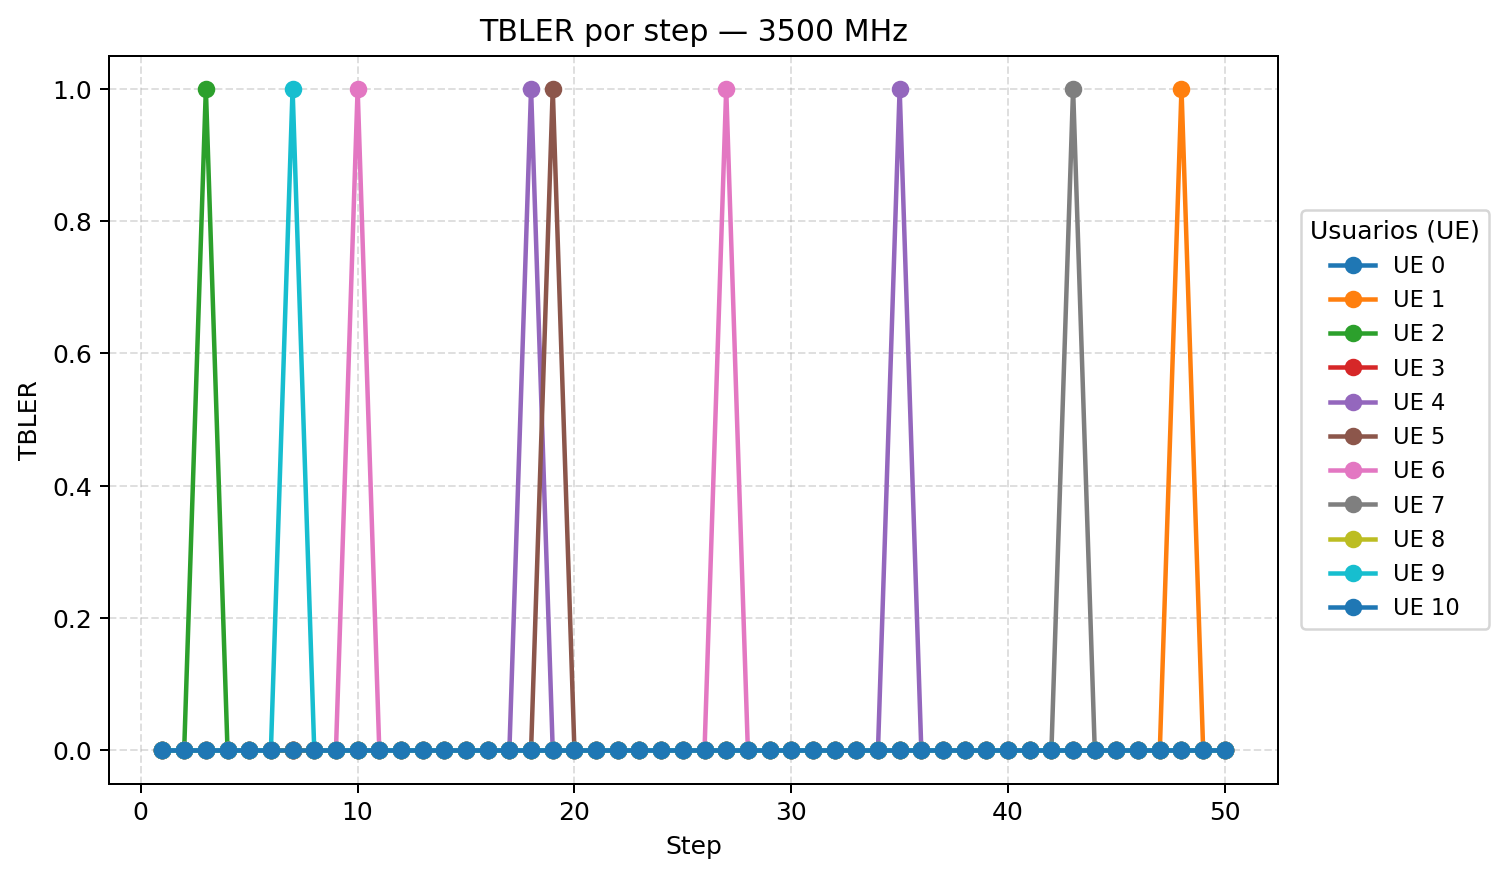 TBLER por step — 3500 MHz
1.0
0.8
0.6
0.4
0.2
0.0
TBLER
0 10 20 30 40 50
Step
Usuarios (UE)
UE 0
UE 1
UE 2
UE 3
UE 4
UE 5
UE 6
UE 7
UE 8
UE 9
UE 10